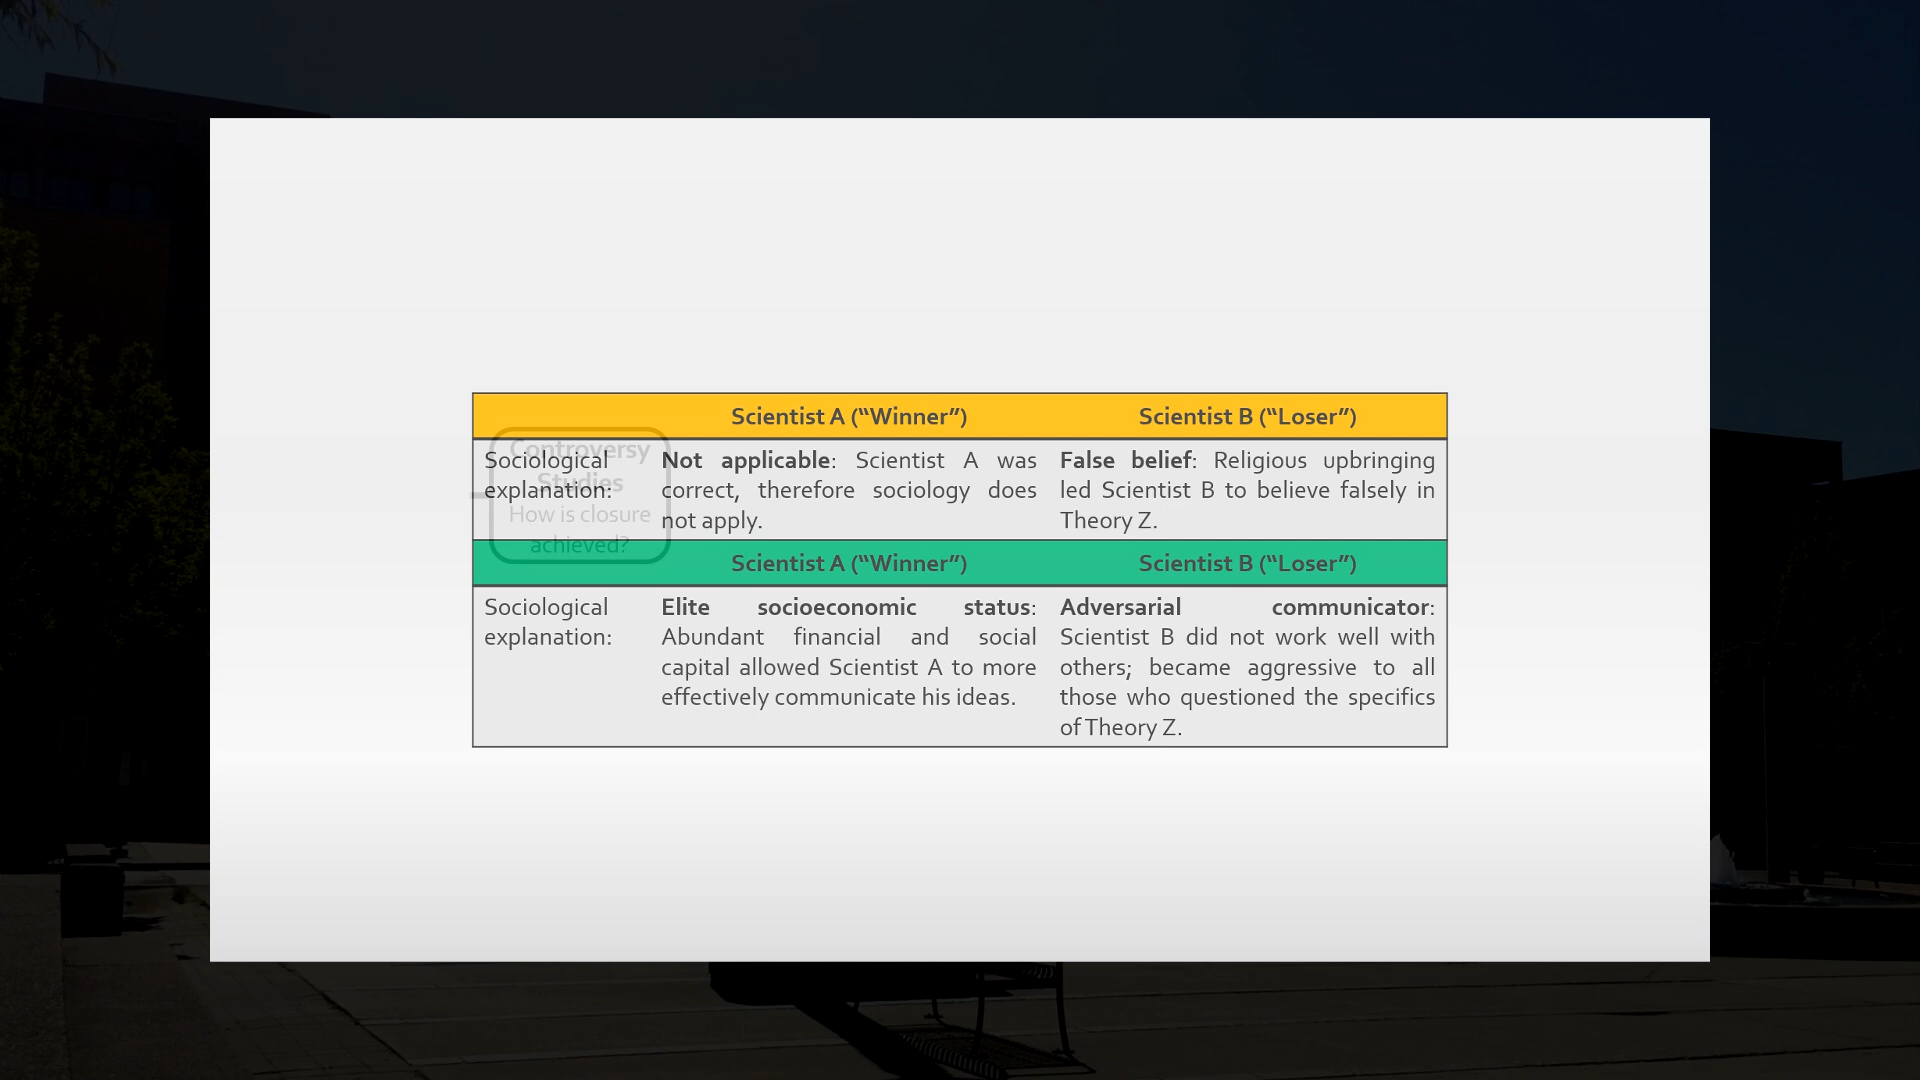 Scientist A (“Winner”) Scientist B (“Loser”)
Controversy
Studies
How is closure
achieved?
Sociological
explanation:
Not applicable: Scientist A was
correct, therefore sociology does
not apply.
False belief: Religious upbringing
led Scientist B to believe falsely in
Theory Z.
Scientist A (“Winner”) Scientist B (“Loser”)
Sociological
explanation:
Elite socioeconomic status:
Abundant financial and social
capital allowed Scientist A to more
effectively communicate his ideas.
Adversarial communicator:
Scientist B did not work well with
others; became aggressive to all
those who questioned the specifics
of Theory Z.